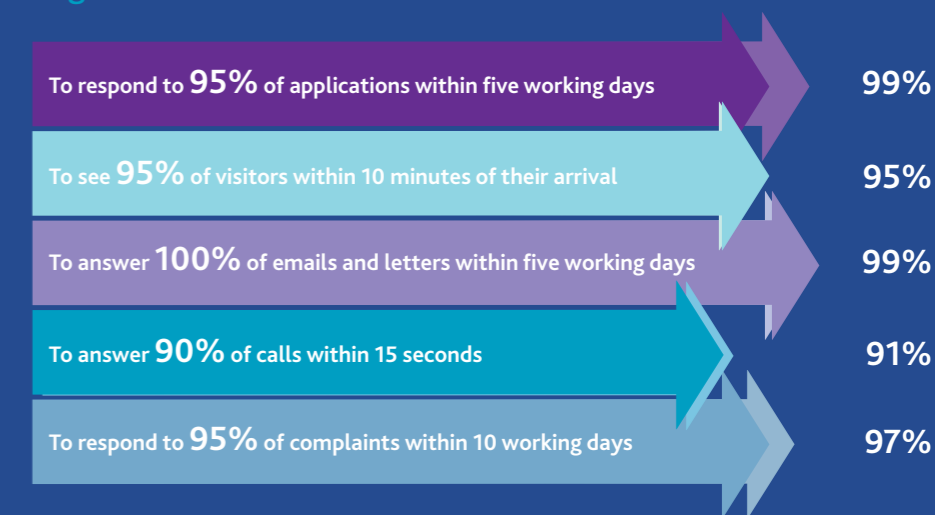 To respond to 95% of applications within five working days 99%
To see 95% of visitors within 10 minutes of their arrival 95%
To answer 100% of emails and letters within five working days 99%
To answer 90% of calls within 15 seconds 91%
To respond to 95% of complaints within 10 working days 97%